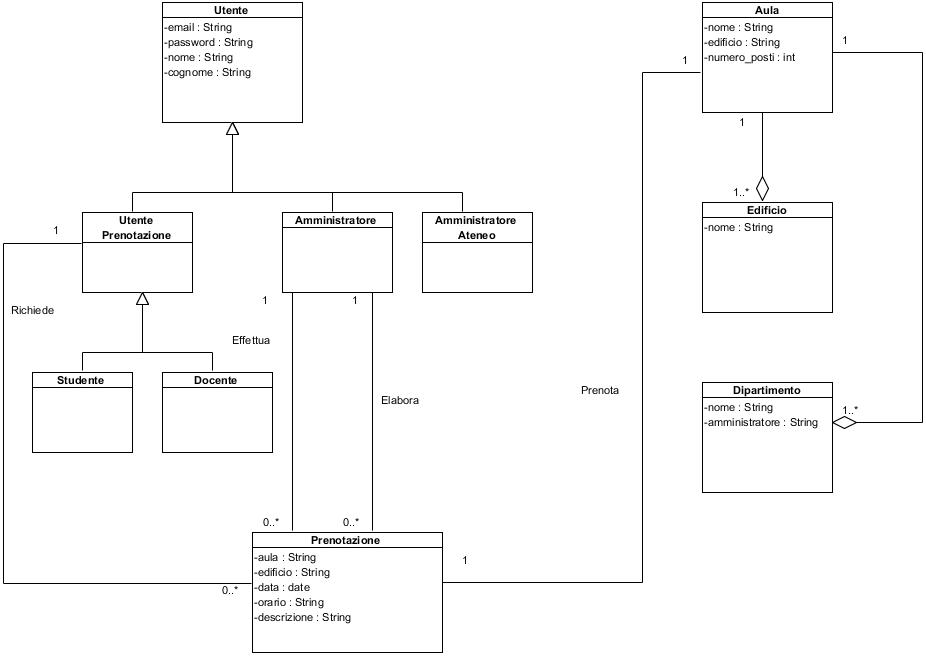 Utente
-email : String
-password : String
-nome : String
-cognome : String
Aula
-nome : String
-edificio : String
-numero_posti : int
1
1
1
1..*
Edificio
-nome : String
Utente
Prenotazione
Amministratore
Amministratore
Ateneo
1
Richiede
1
1
Effettua
Elabora
Prenota
Studente
Docente
Dipartimento
-nome : String
-amministratore : String
1..*
0..*
0..*
Prenotazione
-aula : String
-edificio : String
-data : date
-orario : String
-descrizione : String
1
0..*